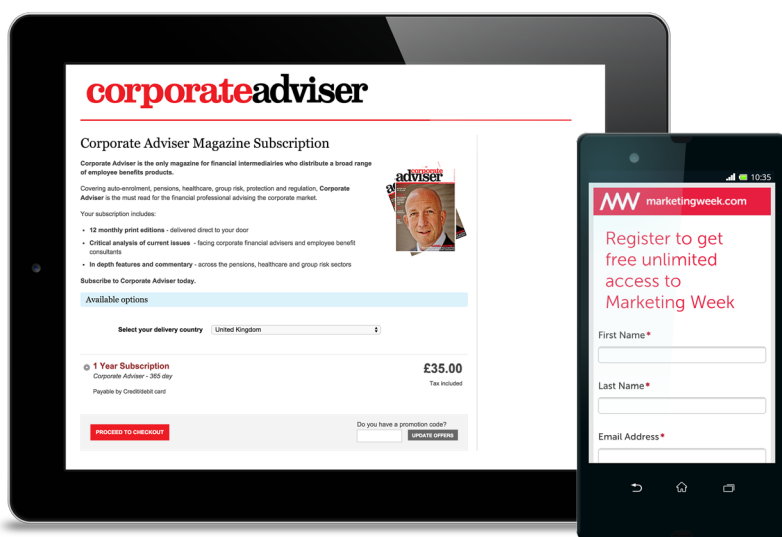 corporateadviser
Corporate Adviser Magazine Subscription
Corporate Adviser is the only magazine for financial intermediairies who distribute a broad range
of employee benefits products.
Covering auto-enrolment, pensions, healthcare, group risk, protection and regulation, Corporate
Adviser is the must read for the financial professional advising the corporate market.
Your subscription includes:
• 12 monthly print editions - delivered direct to your door
• Critical analysis of current issues - facing corporate financial advisers and employee benefit
consultants
• In depth features and commentary - across the pensions, healthcare and group risk sectors
Subscribe to Corporate Adviser today.
corporate
adviser
Available options
Select your delivery country United Kingdom
1 Year Subscription £35.00
Corporate Adviser - 365 day Tax included
Payable by Credit/debit card
Do you have a promotion code?
PROCEED TO CHECKOUT UPDATE OFFERS
10:35
MW marketingweek.com
Register to get
free unlimited
access to
Marketing Week
First Name*
Last Name*
Email Address*